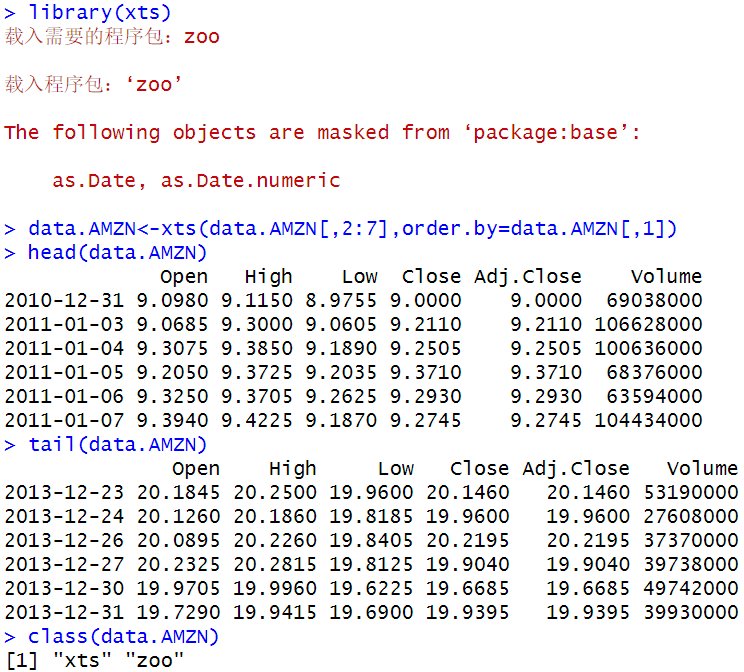 > library(xts)
载入需要的程序包：zoo
载入程序包：‘zoo’
The following objects are masked from ‘package:base’:
as.Date, as.Date.numeric
> data.AMZN<-xts(data.AMZN[,2:7],order.by=data.AMZN[,1])
> head(data.AMZN)
Open High Low Close Adj.Close Volume
2010-12-31 9.0980 9.1150 8.9755 9.0000 9.0000 69038000
2011-01-03 9.0685 9.3000 9.0605 9.2110 9.2110 106628000
2011-01-04 9.3075 9.3850 9.1890 9.2505 9.2505 100636000
2011-01-05 9.2050 9.3725 9.2035 9.3710 9.3710 68376000
2011-01-06 9.3250 9.3705 9.2625 9.2930 9.2930 63594000
2011-01-07 9.3940 9.4225 9.1870 9.2745 9.2745 104434000
> tail(data.AMZN)
Open High Low Close Adj.Close Volume
2013-12-23 20.1845 20.2500 19.9600 20.1460 20.1460 53190000
2013-12-24 20.1260 20.1860 19.8185 19.9600 19.9600 27608000
2013-12-26 20.0895 20.2260 19.8405 20.2195 20.2195 37370000
2013-12-27 20.2325 20.2815 19.8125 19.9040 19.9040 39738000
2013-12-30 19.9705 19.9960 19.6225 19.6685 19.6685 49742000
2013-12-31 19.7290 19.9415 19.6900 19.9395 19.9395 39930000
> class(data.AMZN)
[1] "xts" "zoo"